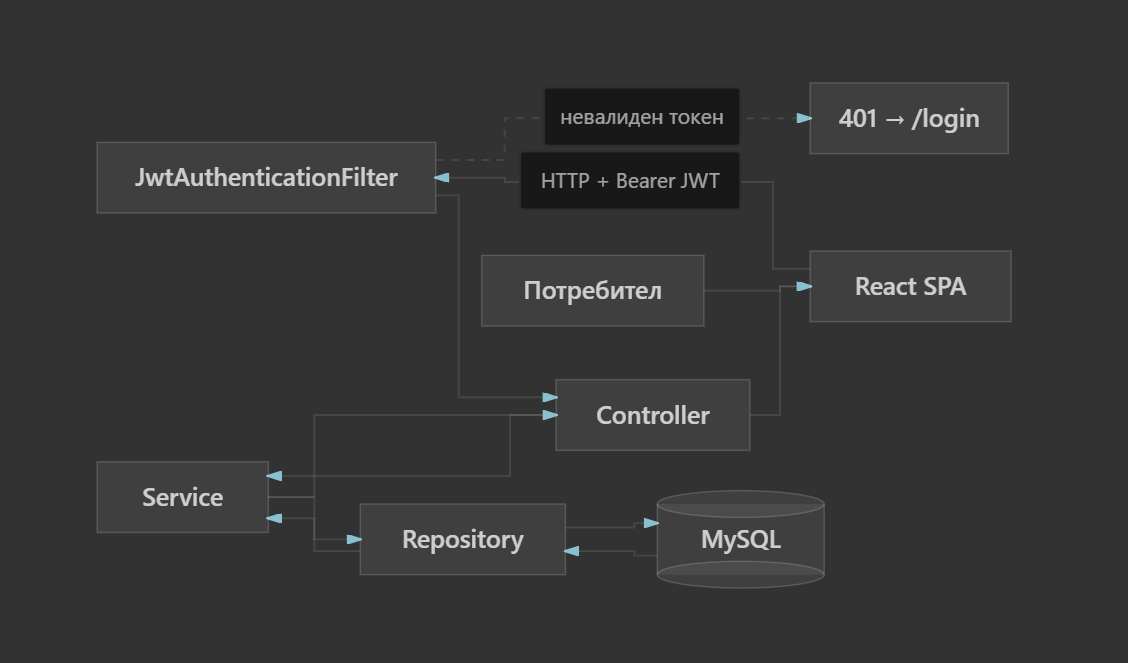 невалиден токен
401 → /login
JwtAuthenticationFilter
HTTP + Bearer JWT
Потребител
React SPA
Controller
Service
Repository
MySQL